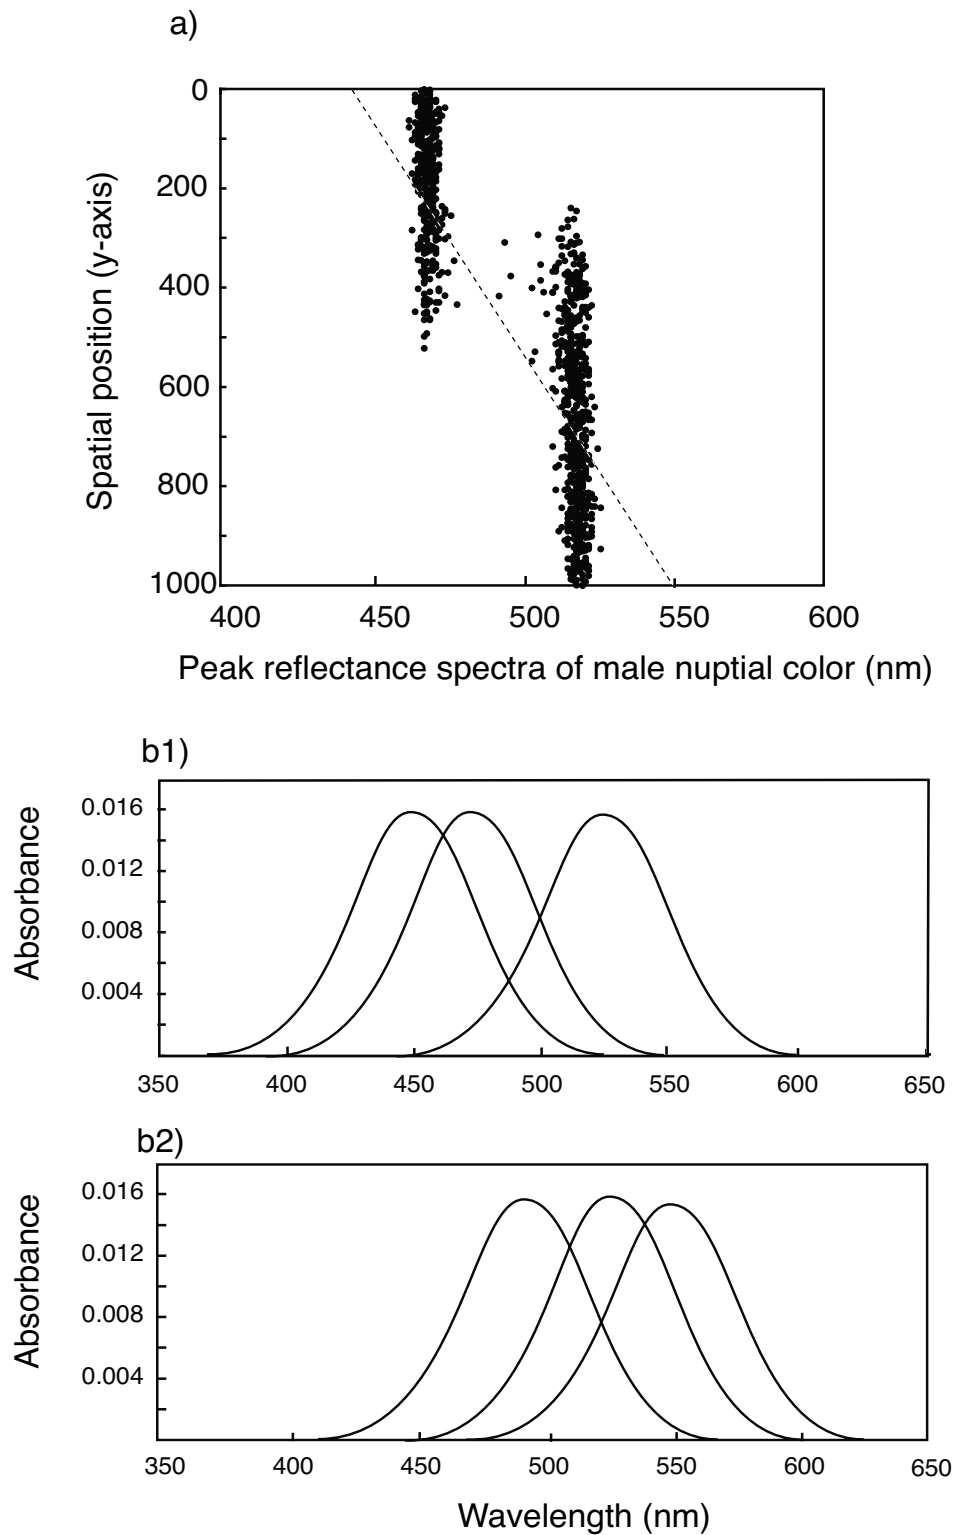 a)
Spatial position (y-axis)
0
200
400
600
800
1000
400 450 500 550 600
Peak reflectance spectra of male nuptial color (nm)
b1)
Absorbance
0.016
0.012
0.008
0.004
350 400 450 500 550 600 650
b2)
Absorbance
0.016
0.012
0.008
0.004
350 400 450 500 550 600 650
Wavelength (nm)